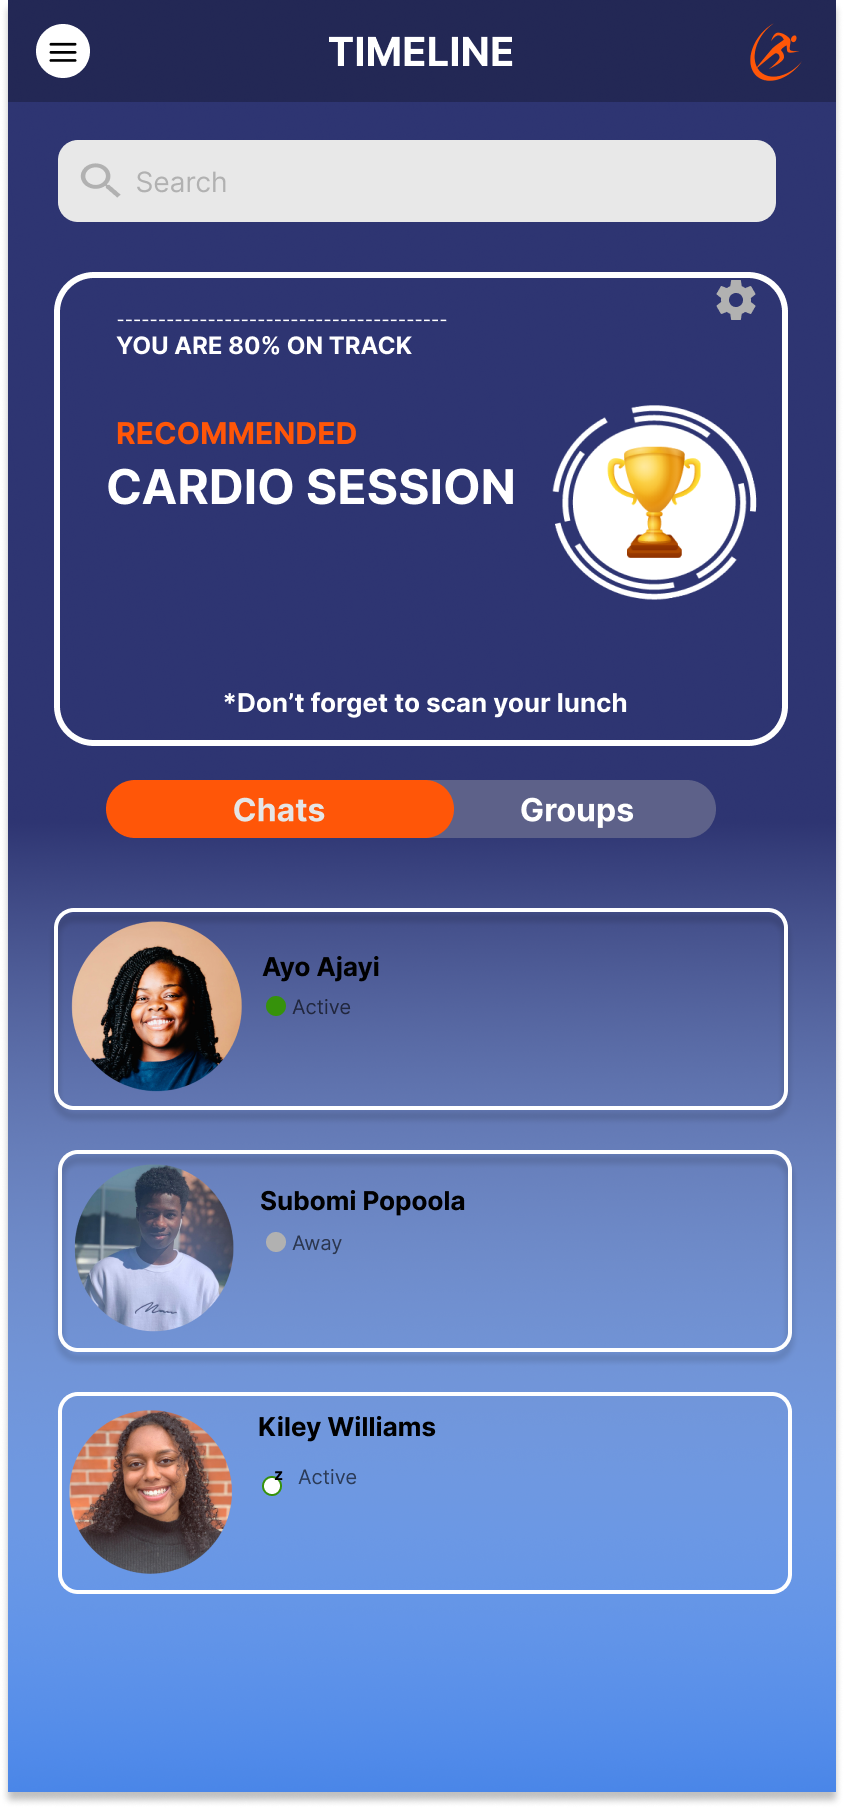 TIMELINE
Search
----------------------------------------
YOU ARE 80% ON TRACK
RECOMMENDED
CARDIO SESSION
*Don’t forget to scan your lunch
Chats
Groups
Ayo Ajayi
Active
Subomi Popoola
Away
Kiley Williams
z
Active